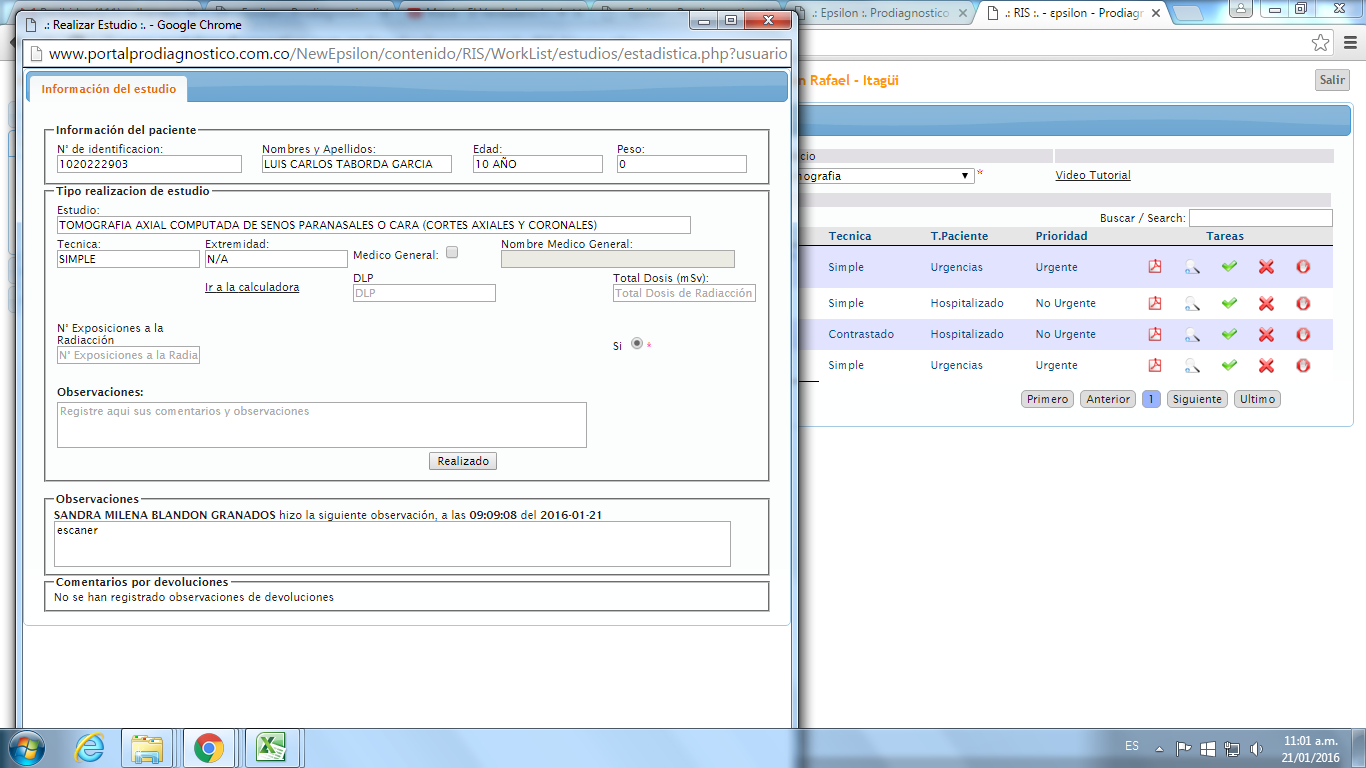 .: Realizar Estudio :. - Google Chrome
www.portalprodiagnostico.com.co/NewEpsilon/contenido/RIS/WorkList/estudios/estadistica.php?usuario
Información del estudio
Información del paciente
N° de identificacion:
Nombres y Apellidos:
Edad:
Peso:
1020222903
LUIS CARLOS TABORDA GARCIA
10 AÑO
0
Tipo realizacion de estudio
Estudio:
TOMOGRAFIA AXIAL COMPUTADA DE SENOS PARANASALES O CARA (CORTES AXIALES Y CORONALES)
Tecnica:
Extremidad:
Medico General:
Nombre Medico General:
SIMPLE
N/A
Ir a la calculadora
DLP
Total Dosis (mSv):
DLP
Total Dosis de Radiacción
N° Exposiciones a la
Radiacción
N° Exposiciones a la Radia
Si *
Observaciones:
Registre aqui sus comentarios y observaciones
Realizado
Observaciones
SANDRA MILENA BLANDON GRANADOS hizo la siguiente observación, a las 09:09:08 del 2016-01-21
escaner
Comentarios por devoluciones
No se han registrado observaciones de devoluciones
.: Epsilon :. Prodiagnostico
.: RIS :. - epsilon - Prodiagr
n Rafael - Itagüi
Salir
cio
nografia
*
Video Tutorial
Buscar / Search:
Tecnica T.Paciente Prioridad Tareas
Simple Urgencias Urgente
Simple Hospitalizado No Urgente
Contrastado Hospitalizado No Urgente
Simple Urgencias Urgente
Primero Anterior 1 Siguiente Ultimo
ES
11:01 a.m.
21/01/2016